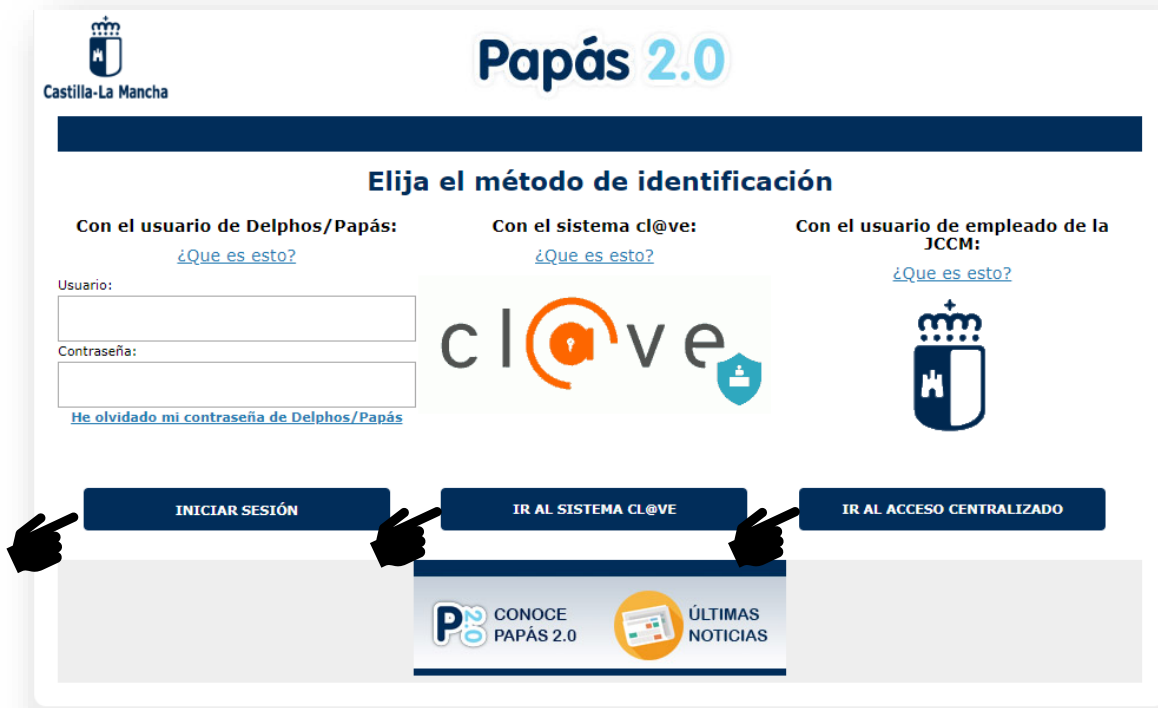 Castilla-La Mancha
Papás 2.0
Elija el método de identificación
Con el usuario de Delphos/Papás:
¿Que es esto?
Usuario:
Contraseña:
He olvidado mi contraseña de Delphos/Papás
INICIAR SESIÓN
Con el sistema cl@ve:
¿Que es esto?
cl@ve
IR AL SISTEMA CL@VE
Con el usuario de empleado de la
JCCM:
¿Que es esto?
IR AL ACCESO CENTRALIZADO
P2.0
CONOCE
PAPÁS 2.0
ÚLTIMAS
NOTICIAS